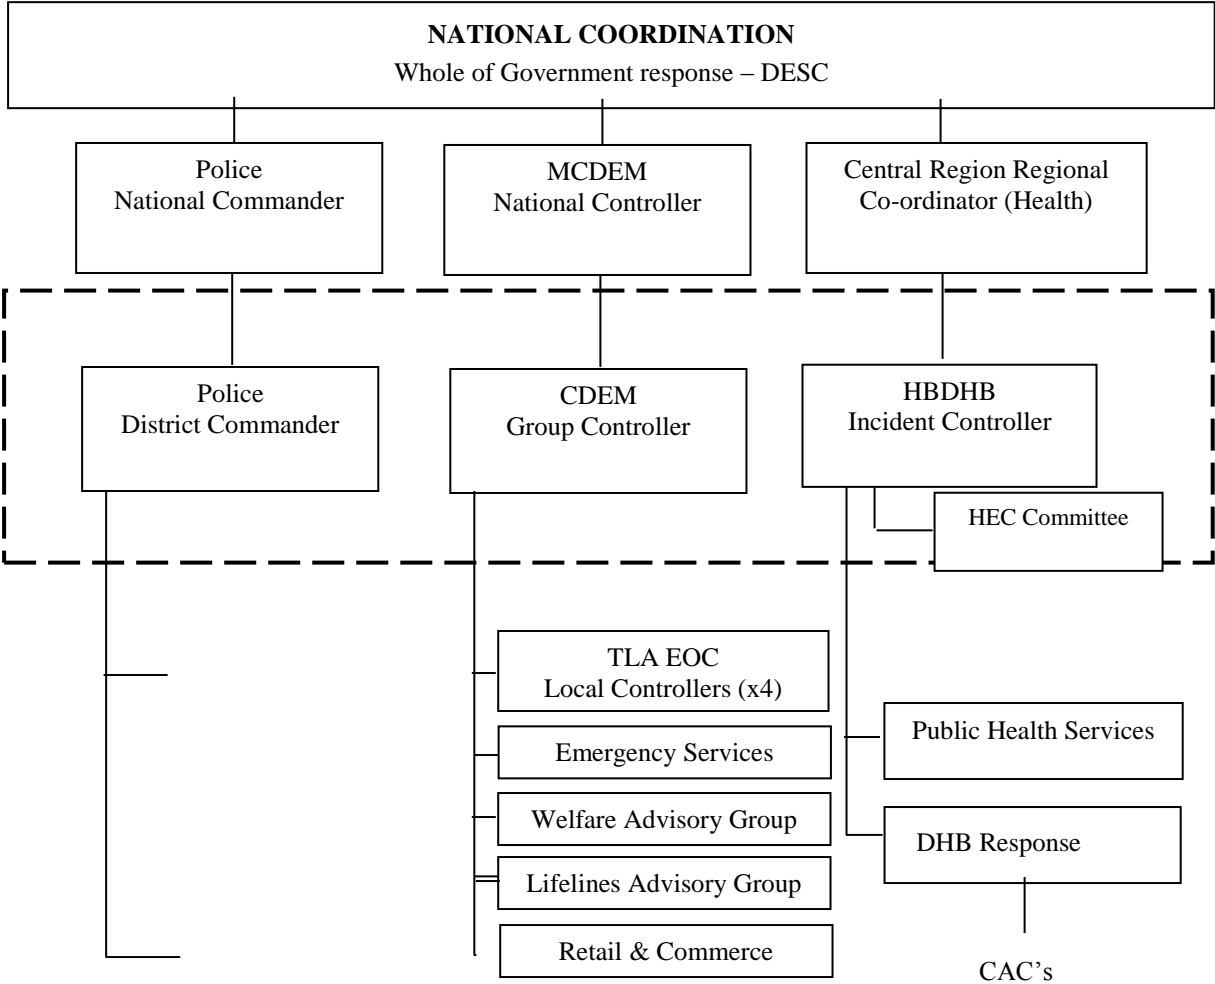 NATIONAL COORDINATION
Whole of Government response – DESC
Police
National Commander
MCDEM
National Controller
Central Region Regional
Co-ordinator (Health)
Police
District Commander
CDEM
Group Controller
HBDHB
Incident Controller
HEC Committee
TLA EOC
Local Controllers (x4)
Emergency Services
Welfare Advisory Group
Lifelines Advisory Group
Retail & Commerce
Public Health Services
DHB Response
CAC’s